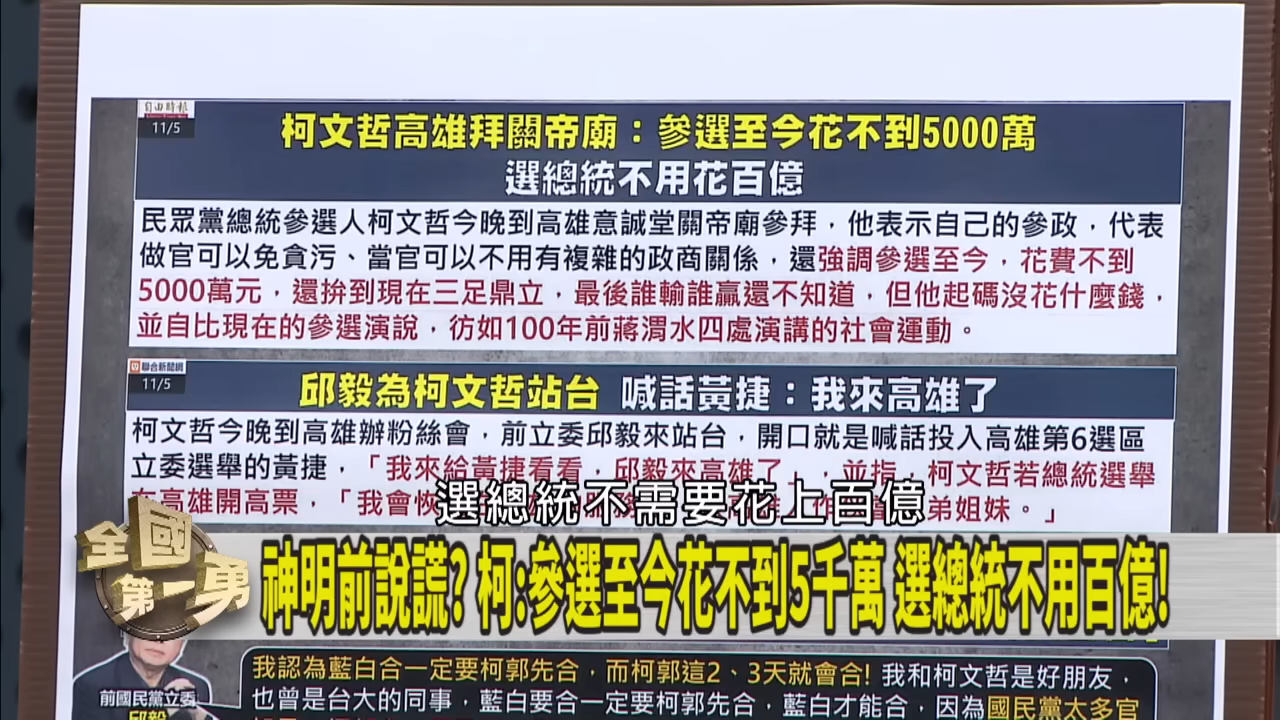 自由時報
11/5
柯文哲高雄拜關帝廟：參選至今花不到5000萬
選總統不用花百億
民眾黨總統參選人柯文哲今晚到高雄意誠堂關帝廟參拜，他表示自己的參政，代表
做官可以免貪污、當官可以不用有複雜的政商關係，還強調參選至今，花費不到
5000萬元，還拚到現在三足鼎立，最後誰輸誰贏還不知道，但他起碼沒花什麼錢，
並自比現在的參選演說，彷如100年前蔣渭水四處演講的社會運動。
聯合新聞網
11/5
邱毅為柯文哲站台 喊話黃捷：我來高雄了
柯文哲今晚到高雄辦粉絲會，前立委邱毅來站台，開口就是喊話投入高雄第6選區
立委選舉的黃捷，「我來給黃捷看看，邱毅來高雄了」，並指，柯文哲若總統選舉
在高雄開高票，「我會恢 弟姐妹。」
選總統不需要花上百億
全國第一勇
神明前說謊? 柯:參選至今花不到5千萬 選總統不用百億!
前國民黨立委
邱毅
我認為藍白合一定要柯郭先合，而柯郭這2、3天就會合! 我和柯文哲是好朋友，
也曾是台大的同事，藍白要合一定要柯郭先合，藍白才能合，因為國民黨太多官